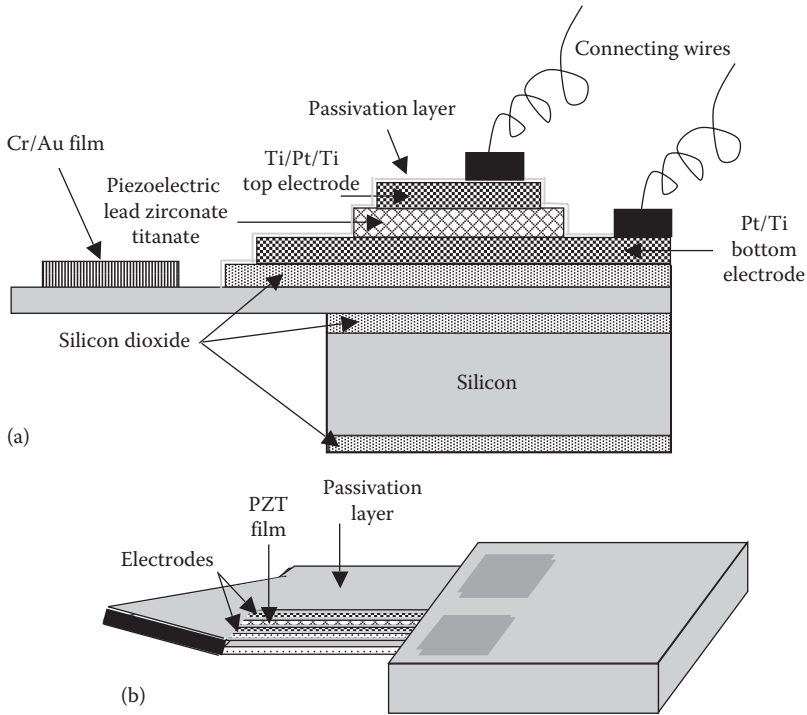 Connecting wires
Passivation layer
Cr/Au film
Ti/Pt/Ti
top electrode
Piezoelectric
lead zirconate
titanate
Pt/Ti
bottom
electrode
Silicon dioxide
Silicon
(a)
Passivation
layer
PZT
film
Electrodes
(b)